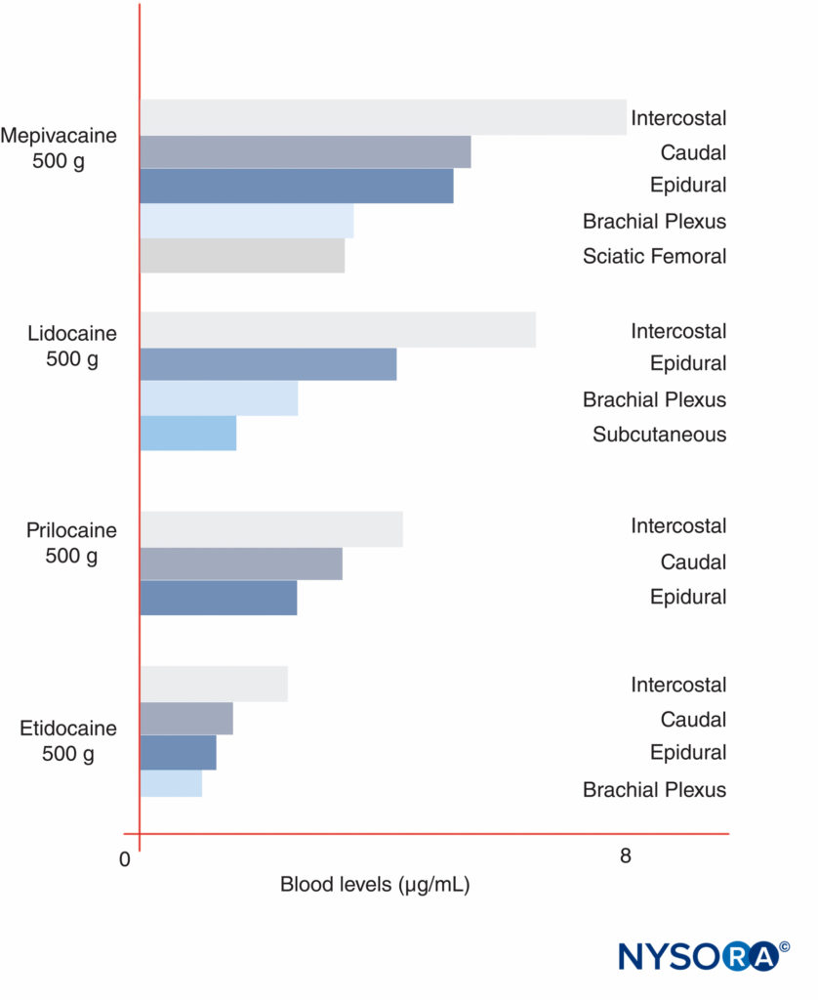 Mepivacaine
500 g
Intercostal
Caudal
Epidural
Brachial Plexus
Sciatic Femoral
Lidocaine
500 g
Intercostal
Epidural
Brachial Plexus
Subcutaneous
Prilocaine
500 g
Intercostal
Caudal
Epidural
Etidocaine
500 g
Intercostal
Caudal
Epidural
Brachial Plexus
0
8
Blood levels (µg/mL)
NYSORA©